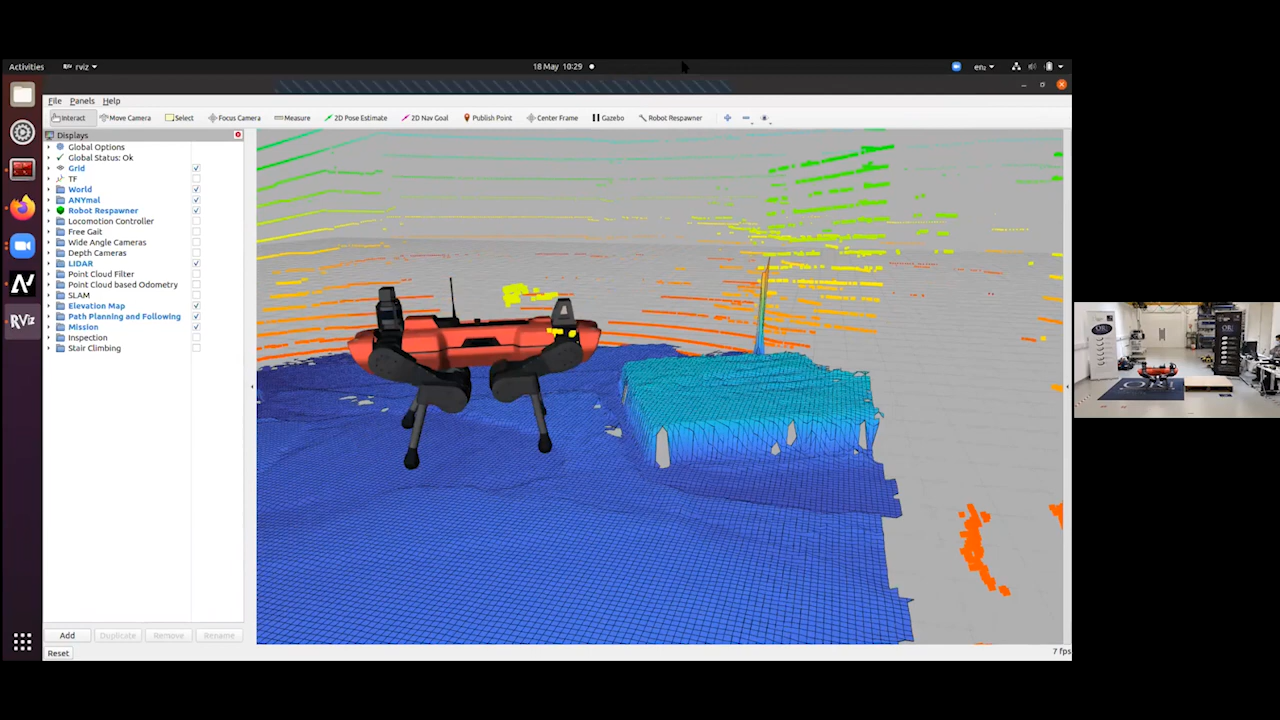 Activities
rviz
18 May 10:29
en₂
File Panels Help
Interact Move Camera Select Focus Camera Measure 2D Pose Estimate 2D Nav Goal Publish Point Center Frame Gazebo Robot Respawner
Displays
Global Options
Global Status: Ok
Grid
TF
World
ANYmal
Robot Respawner
Locomotion Controller
Free Gait
Wide Angle Cameras
Depth Cameras
LIDAR
Point Cloud Filter
Point Cloud based Odometry
SLAM
Elevation Map
Path Planning and Following
Mission
Inspection
Stair Climbing
RViz
Add Duplicate Remove Rename
Reset
7 fps